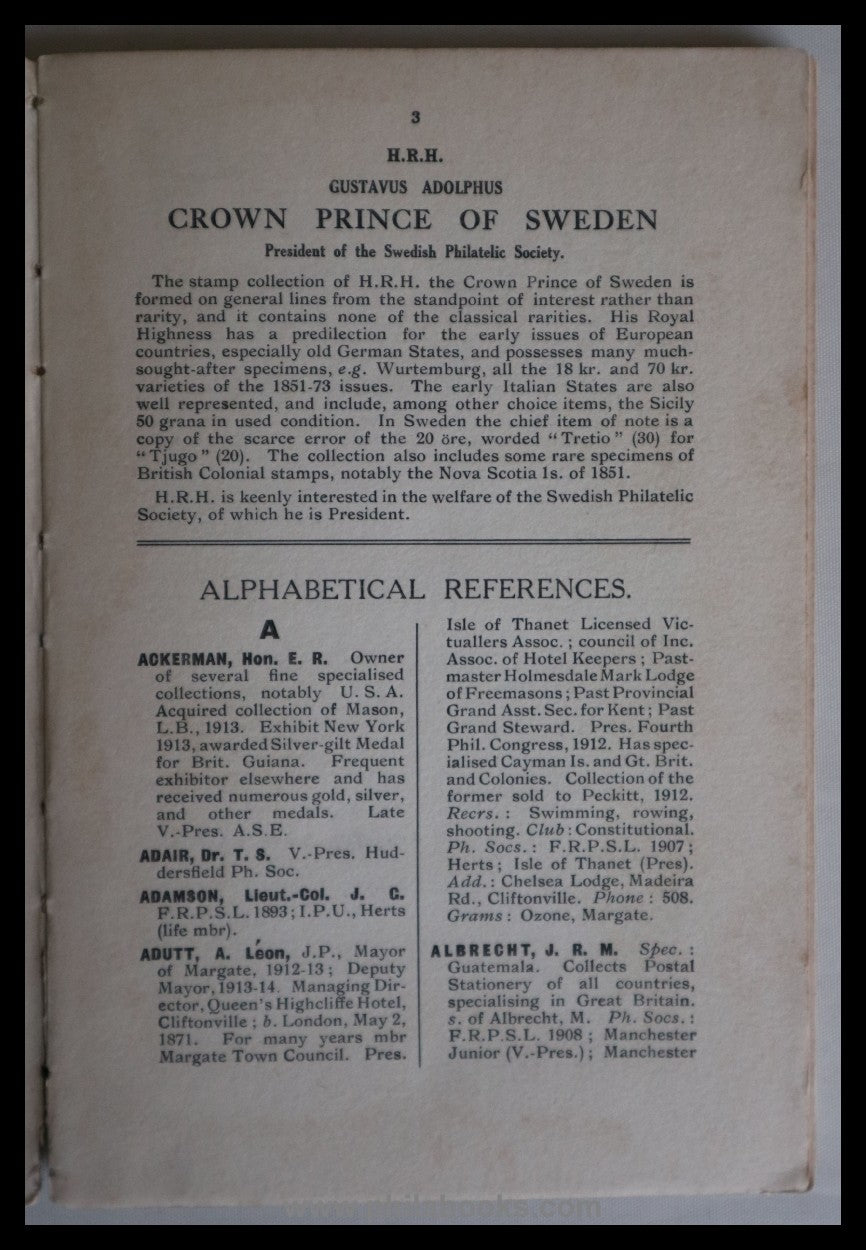 3
H.R.H.
GUSTAVUS ADOLPHUS
CROWN PRINCE OF SWEDEN
President of the Swedish Philatelic Society.
The stamp collection of H.R.H. the Crown Prince of Sweden is
formed on general lines from the standpoint of interest rather than
rarity, and it contains none of the classical rarities. His Royal
Highness has a predilection for the early issues of European
countries, especially old German States, and possesses many much-
sought-after specimens, e.g. Wurtemburg, all the 18 kr. and 70 kr.
varieties of the 1851-73 issues. The early Italian States are also
well represented, and include, among other choice items, the Sicily
50 grana in used condition. In Sweden the chief item of note is a
copy of the scarce error of the 20 öre, worded "Tretio" (30) for
"Tjugo" (20). The collection also includes some rare specimens of
British Colonial stamps, notably the Nova Scotia 1s. of 1851.
H.R.H. is keenly interested in the welfare of the Swedish Philatelic
Society, of which he is President.
ALPHABETICAL REFERENCES.
A
ACKERMAN, Hon. E. R. Owner
of several fine specialised
collections, notably U.S.A.
Acquired collection of Mason,
L.B., 1913. Exhibit New York
1913, awarded Silver-gilt Medal
for Brit. Guiana. Frequent
exhibitor elsewhere and has
received numerous gold, silver,
and other medals. Late
V.-Pres. A.S.E.
ADAIR, Dr. T. S. V.-Pres. Hud-
dersfield Ph. Soc.
ADAMSON, Lieut.-Col. J. C.
F.R.P.S.L. 1893; I.P.U., Herts
(life mbr).
ADUTT, A. Léon, J.P., Mayor
of Margate, 1912-13; Deputy
Mayor, 1913-14. Managing Dir-
ector, Queen's Highcliffe Hotel,
Cliftonville; b. London, May 2,
1871. For many years mbr
Margate Town Council. Pres.
Isle of Thanet Licensed Vic-
tuallers Assoc.; council of Inc.
Assoc. of Hotel Keepers; Past-
master Holmesdale Mark Lodge
of Freemasons; Past Provincial
Grand Asst. Sec. for Kent; Past
Grand Steward. Pres. Fourth
Phil. Congress, 1912. Has spec-
ialised Cayman Is. and Gt. Brit.
and Colonies. Collection of the
former sold to Peckitt, 1912.
Recrs.: Swimming, rowing,
shooting. Club: Constitutional.
Ph. Socs.: F.R.P.S.L. 1907;
Herts; Isle of Thanet (Pres).
Add.: Chelsea Lodge, Madeira
Rd., Cliftonville. Phone: 508.
Grams: Ozone, Margate.
ALBRECHT, J. R. M. Spec.:
Guatemala. Collects Postal
Stationery of all countries,
specialising in Great Britain.
s. of Albrecht, M. Ph. Socs.:
F.R.P.S.L. 1908; Manchester
Junior (V.-Pres.); Manchester